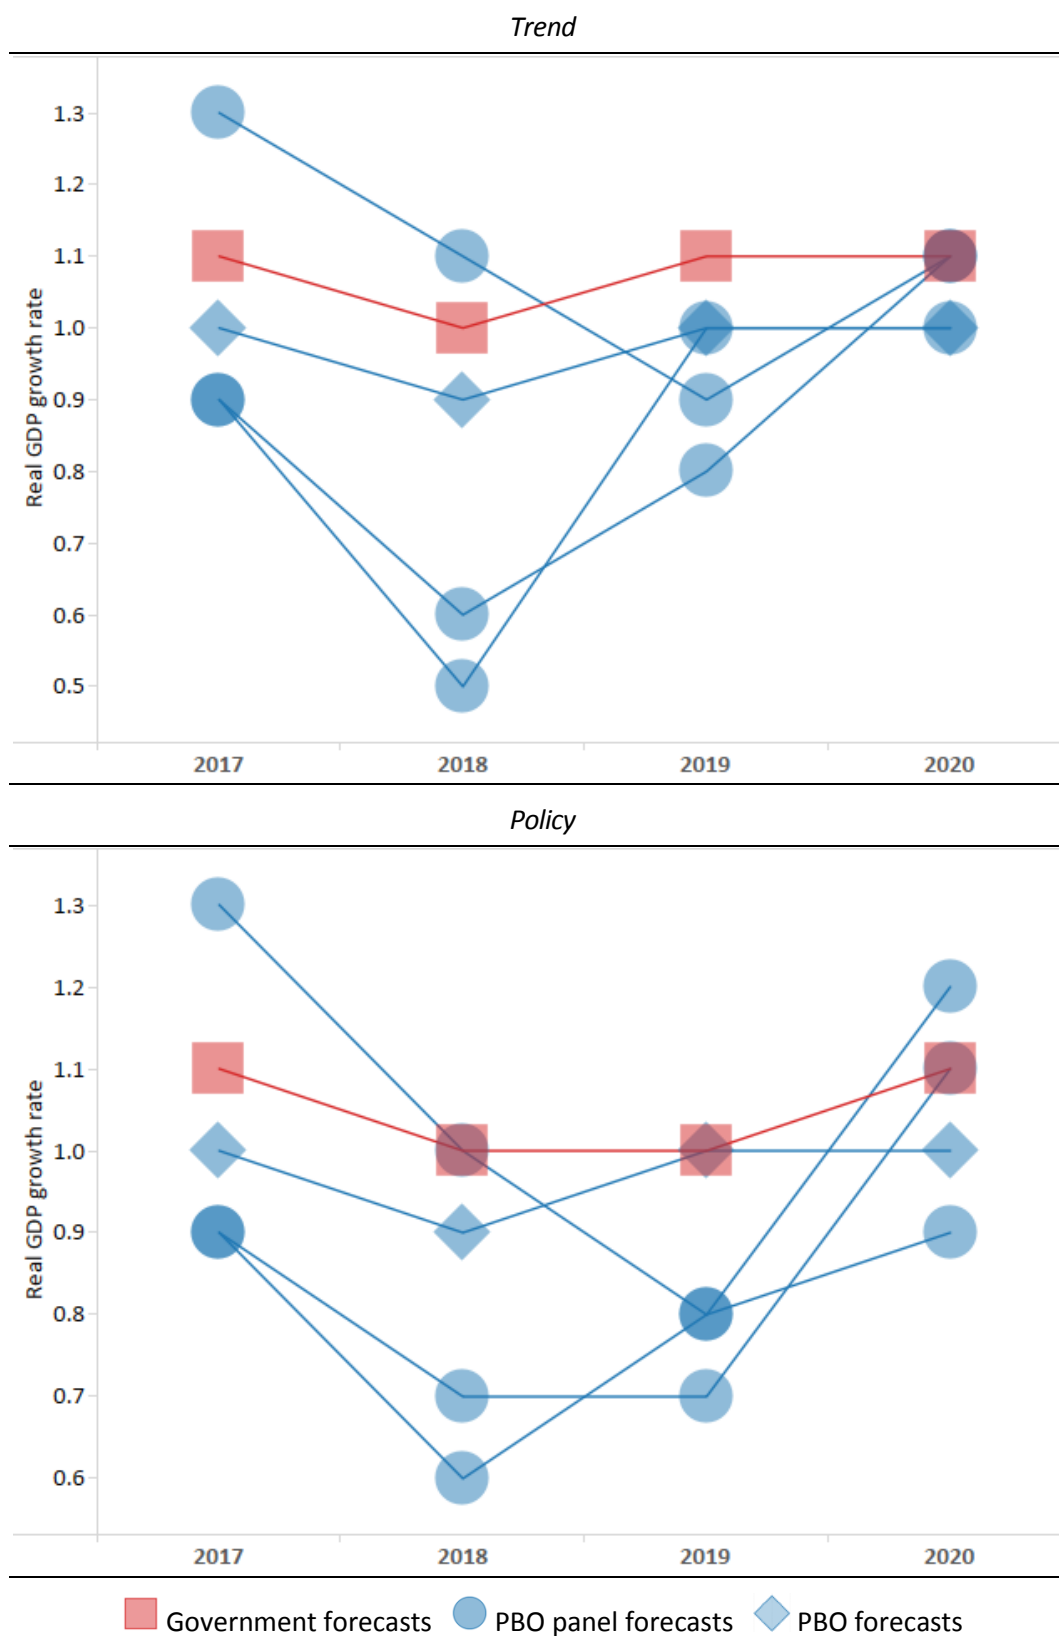 Trend
Real GDP growth rate
1.3
1.2
1.1
1.0
0.9
0.8
0.7
0.6
0.5
2017 2018 2019 2020
Policy
Real GDP growth rate
1.3
1.2
1.1
1.0
0.9
0.8
0.7
0.6
2017 2018 2019 2020
Government forecasts PBO panel forecasts PBO forecasts